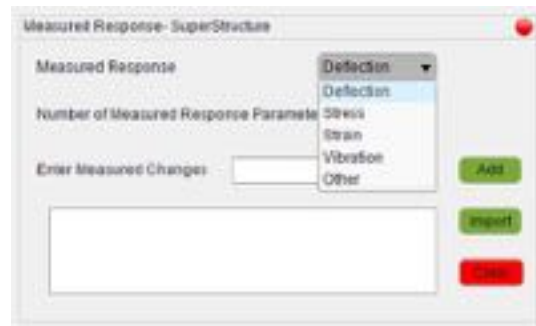 Measured Response- SuperStructure
Measured Response
Deflection
Deflection
Number of Measured Response Paramete
Stress
Strain
Vibration
Enter Measured Changes
Other
Add
Import
Clear